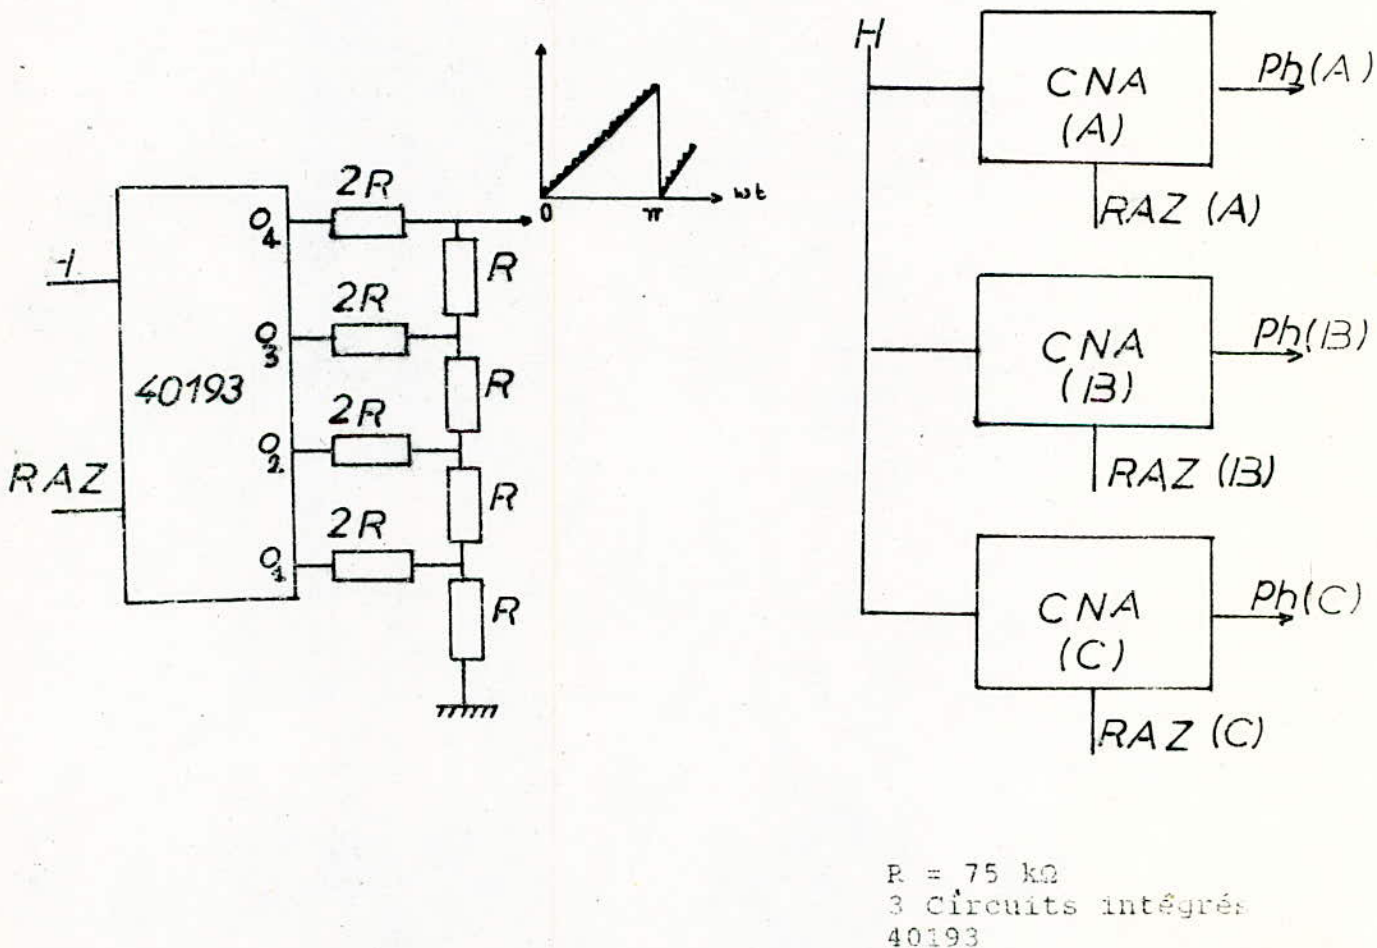 2R
O4
R
H
2R
O3
R
40193
2R
O2
R
RAZ
2R
O1
R
0
π
wt
H
CNA
(A)
Ph(A)
RAZ (A)
CNA
(B)
Ph(B)
RAZ (B)
CNA
(C)
Ph(C)
RAZ (C)
R = 75 kΩ
3 Circuits intégrés
40193